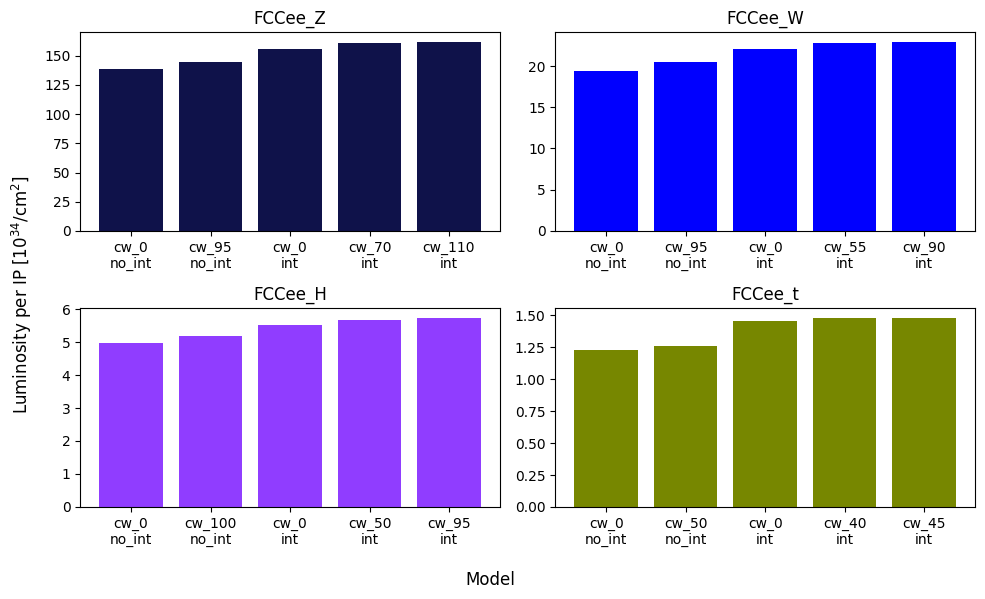 FCCee_Z
150
125
100
75
50
25
0
cw_0 cw_95 cw_0 cw_70 cw_110
no_int no_int int int int
FCCee_W
20
15
10
5
0
cw_0 cw_95 cw_0 cw_55 cw_90
no_int no_int int int int
Luminosity per IP [10^{34}/cm^2]
FCCee_H
6
5
4
3
2
1
0
cw_0 cw_100 cw_0 cw_50 cw_95
no_int no_int int int int
FCCee_t
1.50
1.25
1.00
0.75
0.50
0.25
0.00
cw_0 cw_50 cw_0 cw_40 cw_45
no_int no_int int int int
Model